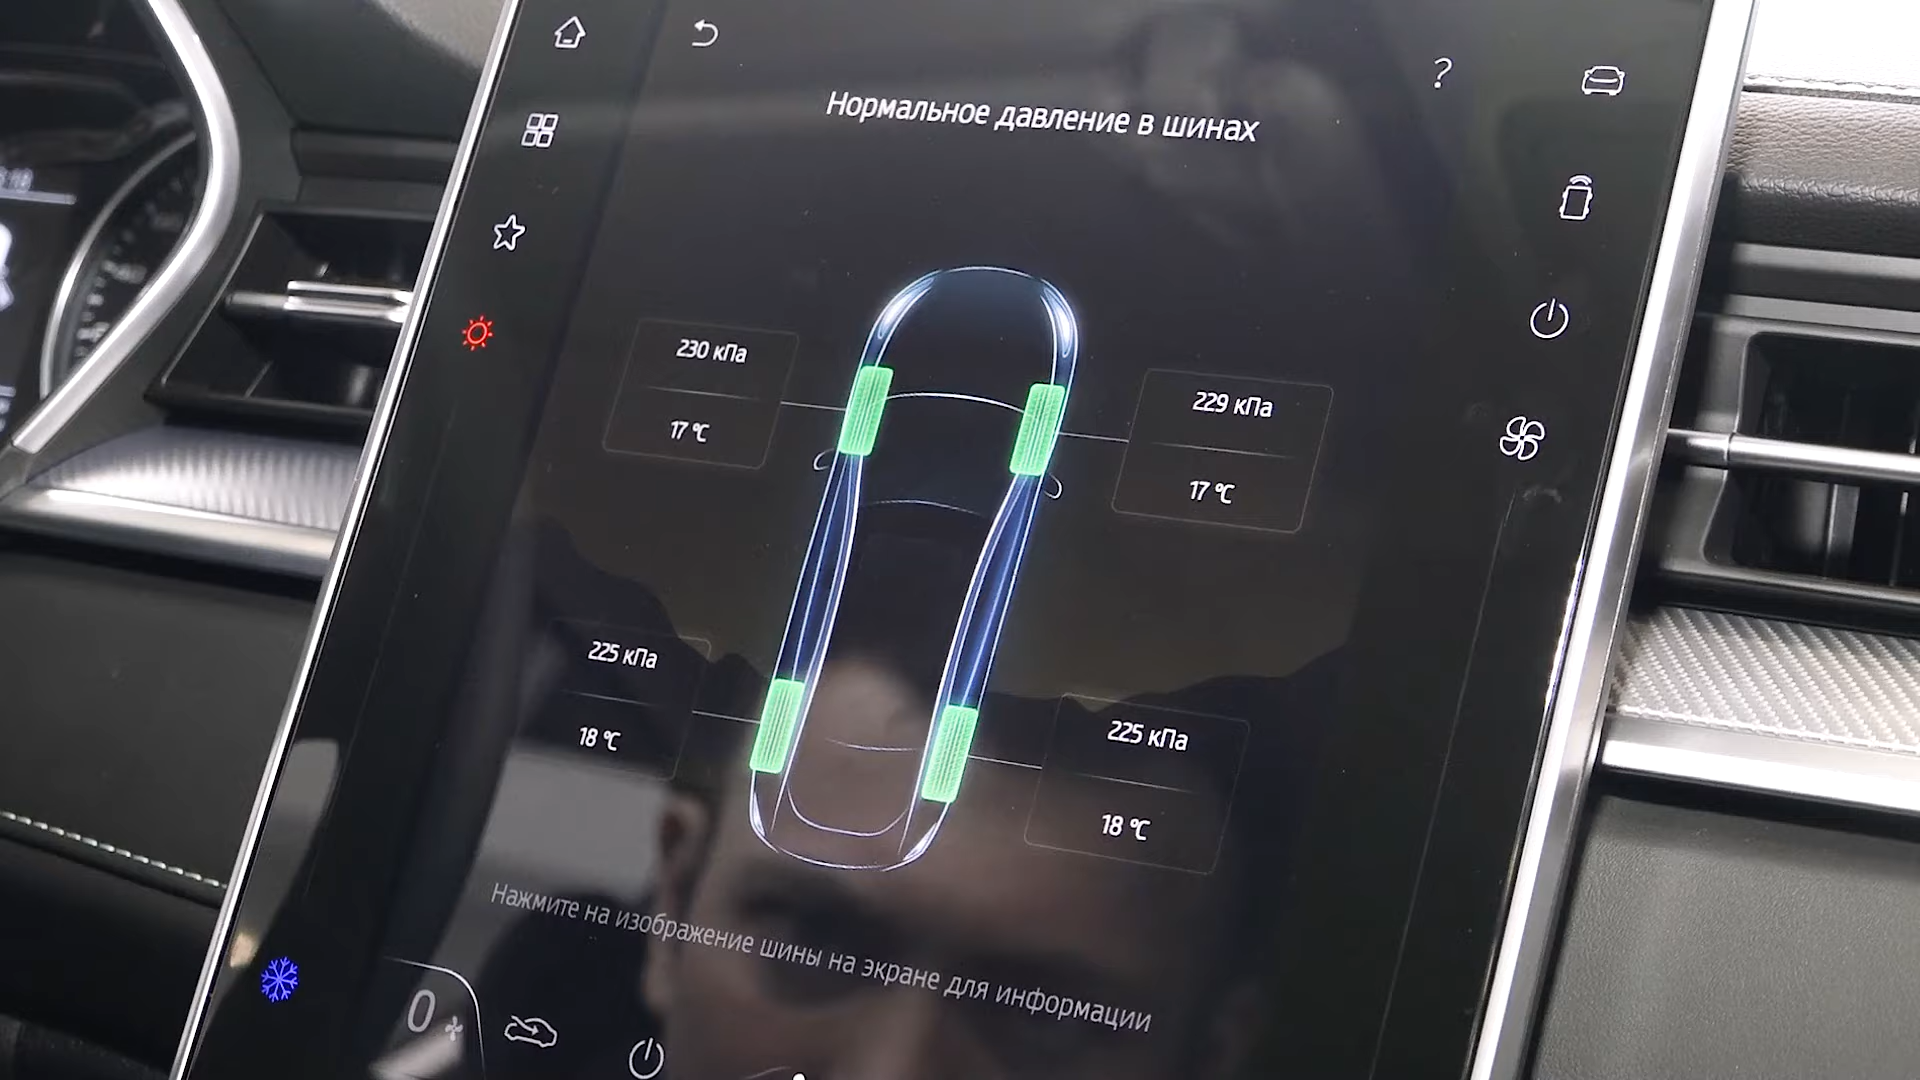 ?
Нормальное давление в шинах
230 кПа
17 °C
229 кПа
17 °C
225 кПа
18 °C
225 кПа
18 °C
Нажмите на изображение шины на экране для информации
0